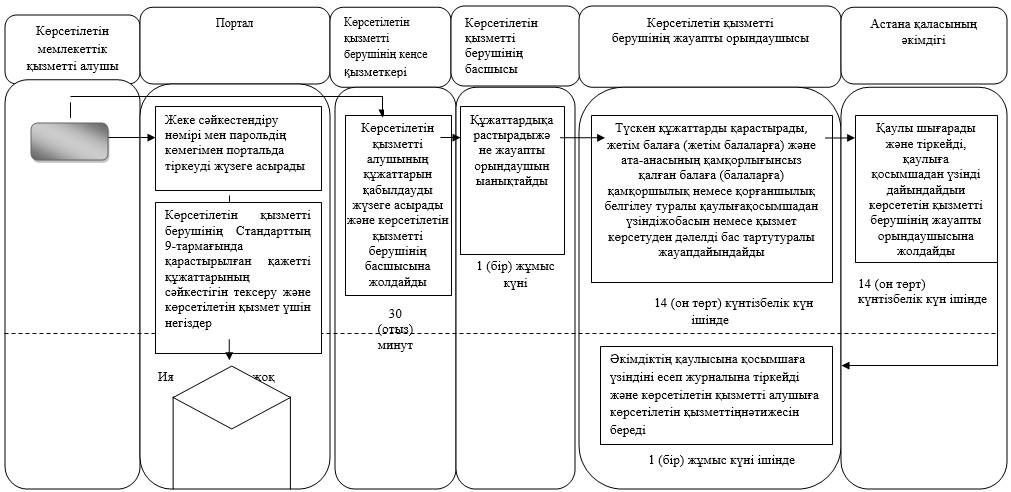 Көрсетілетін
мемлекеттік
қызметті алушы
Портал
Көрсетілетін
қызметті
берушінің кеңсе
қызметкері
Көрсетілетін
қызметті
берушінің
басшысы
Көрсетілетін қызметті
берушінің жауапты орындаушысы
Астана қаласының
әкімдігі
Жеке сәйкестендіру
нөмірі мен парольдің
көмегімен портальда
тіркеуді жүзеге асырады
Көрсетілетін қызметті
берушінің Стандарттың
9-тармағында
қарастырылған қажетті
құжаттарының
сәйкестігін тексеру және
көрсетілетін қызмет үшін
негіздер
Ия
жоқ
Көрсетілетін
қызметті
алушының
құжаттарын
қабылдауды
жүзеге асырады
және көрсетілетін
қызметті
берушінің
басшысына
жолдайды
30
(отыз)
минут
Құжаттардықа
растырадыжә
не жауапты
орындаушын
ыанықтайды
1 (бір) жұмыс
күні
Түскен құжаттарды қарастырады,
жетім балаға (жетім балаларға) және
ата-анасының қамқорлығынсыз
қалған балаға (балаларға)
қамқоршылық немесе қорғаншылық
белгілеу туралы қаулығақосымшадан
үзіндіжобасын немесе қызмет
көрсетуден дәлелді бас тартутуралы
жауапдайындайды
14 (он төрт) күнтізбелік күн
ішінде
Қаулы шығарады
және тіркейді,
қаулыға
қосымшадан үзінді
дайындайдыи
көрсететін қызметті
берушінің жауапты
орындаушысына
жолдайды
14 (он төрт)
күнтізбелік күн ішінде
Әкімдіктің қаулысына қосымшаға
үзіндіні есеп журналына тіркейді
және көрсетілетін қызметті алушыға
көрсетілетін қызметтіңнәтижесін
береді
1 (бір) жұмыс күні ішінде